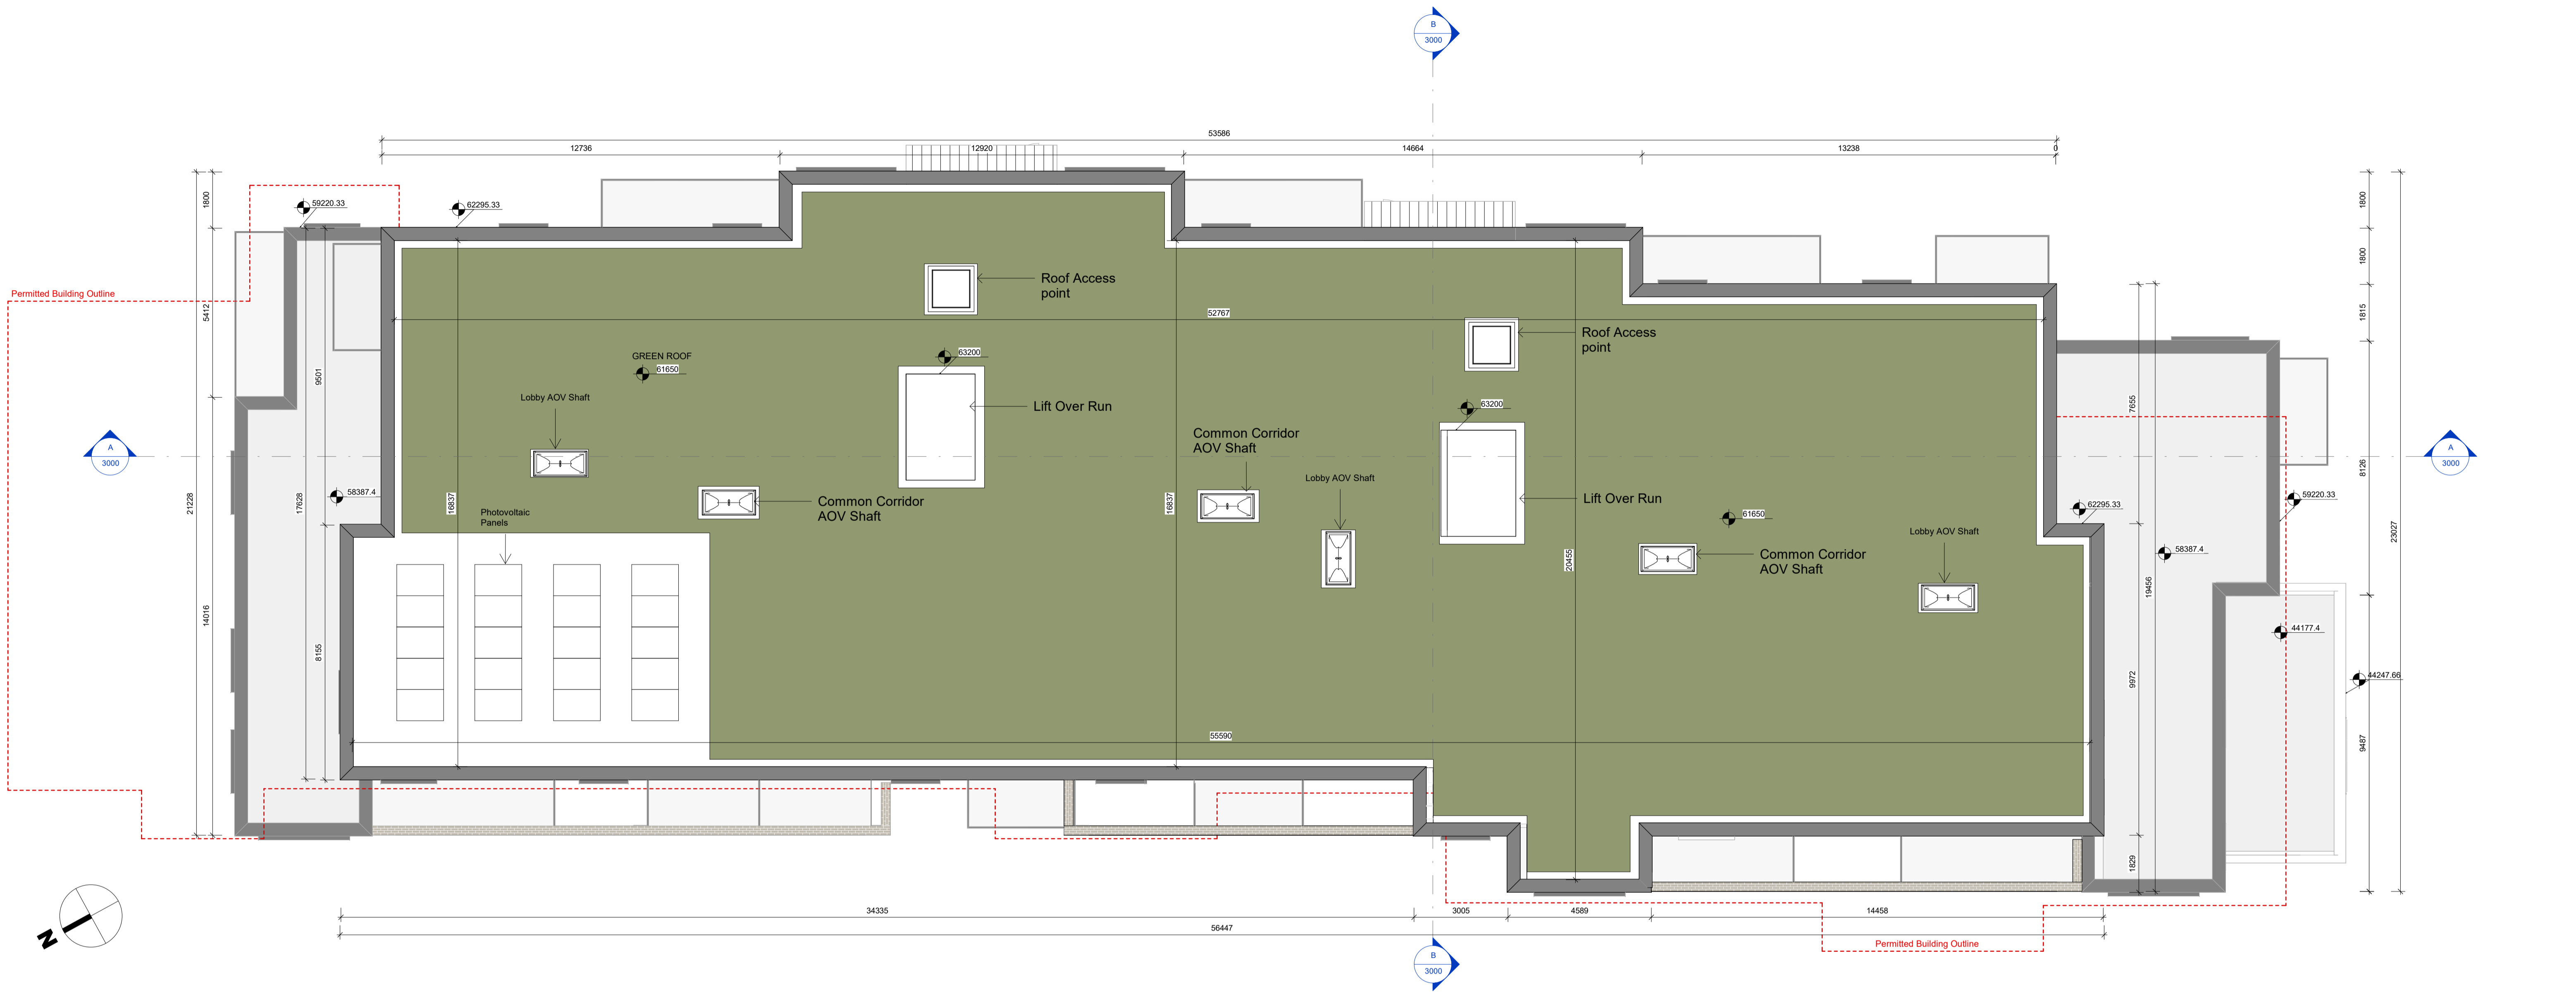 B
3000
53586
12736
12920
14664
13238
0
1800
59220.33
62295.33
1800
1800
1815
Permitted Building Outline
5412
9501
Roof Access
point
52767
Roof Access
point
GREEN ROOF
61650
63200
Lift Over Run
63200
Lobby AOV Shaft
Common Corridor
AOV Shaft
Lobby AOV Shaft
7655
A
3000
A
3000
8126
21228
17628
58387.4
16837
Common Corridor
AOV Shaft
16837
Lift Over Run
61650
62295.33
59220.33
23027
Photovoltaic
Panels
20455
Common Corridor
AOV Shaft
Lobby AOV Shaft
58387.4
19456
14016
8155
44177.4
9972
44247.66
55590
9487
1829
N
34335
3005
4589
14458
56447
Permitted Building Outline
B
3000